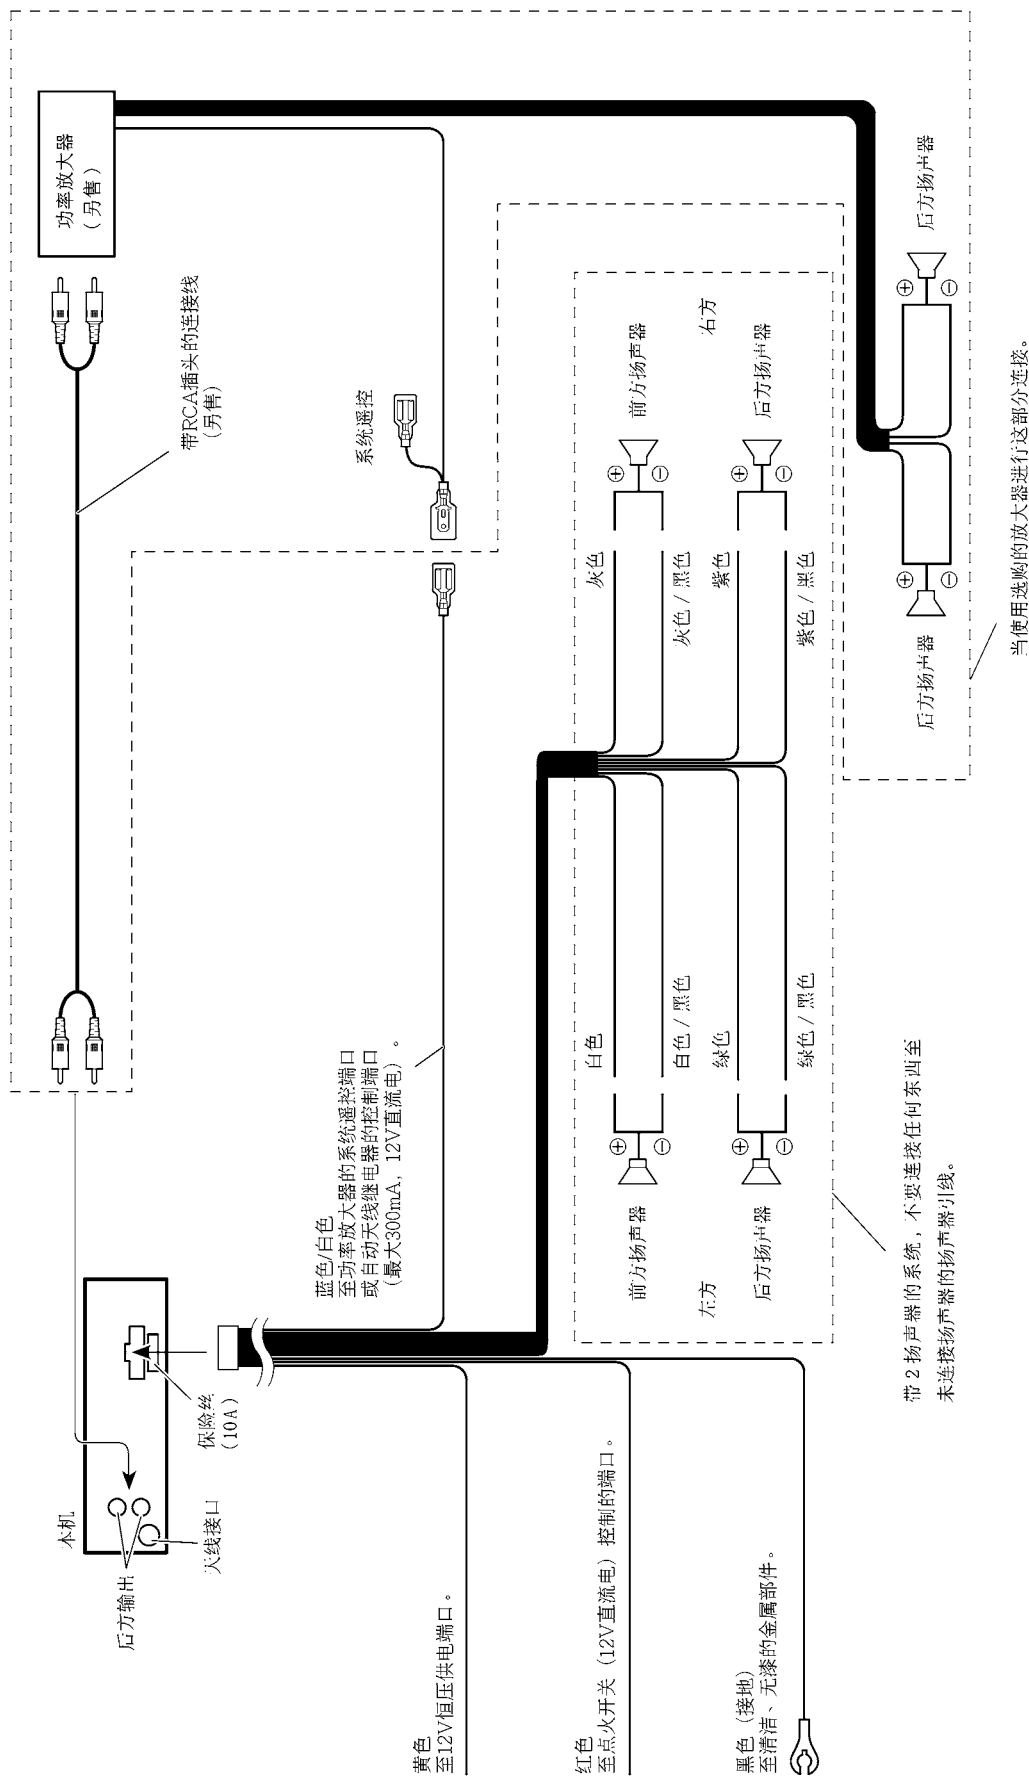 本机
后方输出
天线接口
保险丝
（10A）
功率放大器
（另售）
带RCA插头的连接线
（另售）
系统遥控
蓝色/白色
至功率放大器的系统遥控端口
或自动天线继电器的控制端口
（最大300mA，12V直流电）。
黄色
至12V恒压供电端口。
红色
至点火开关（12V直流电）控制的端口。
黑色（接地）
至清洁、无漆的金属部件。
白色
灰色
⊕
⊕
前方扬声器
前方扬声器
⊖
⊖
白色 / 黑色
灰色 / 黑色
左方
右方
绿色
紫色
⊕
⊕
后方扬声器
后方扬声器
⊖
⊖
绿色 / 黑色
紫色 / 黑色
⊕
⊕
后方扬声器
后方扬声器
⊖
⊖
带 2 扬声器的系统，不要连接任何东西至
未连接扬声器的扬声器引线。
当使用选购的放大器进行这部分连接。